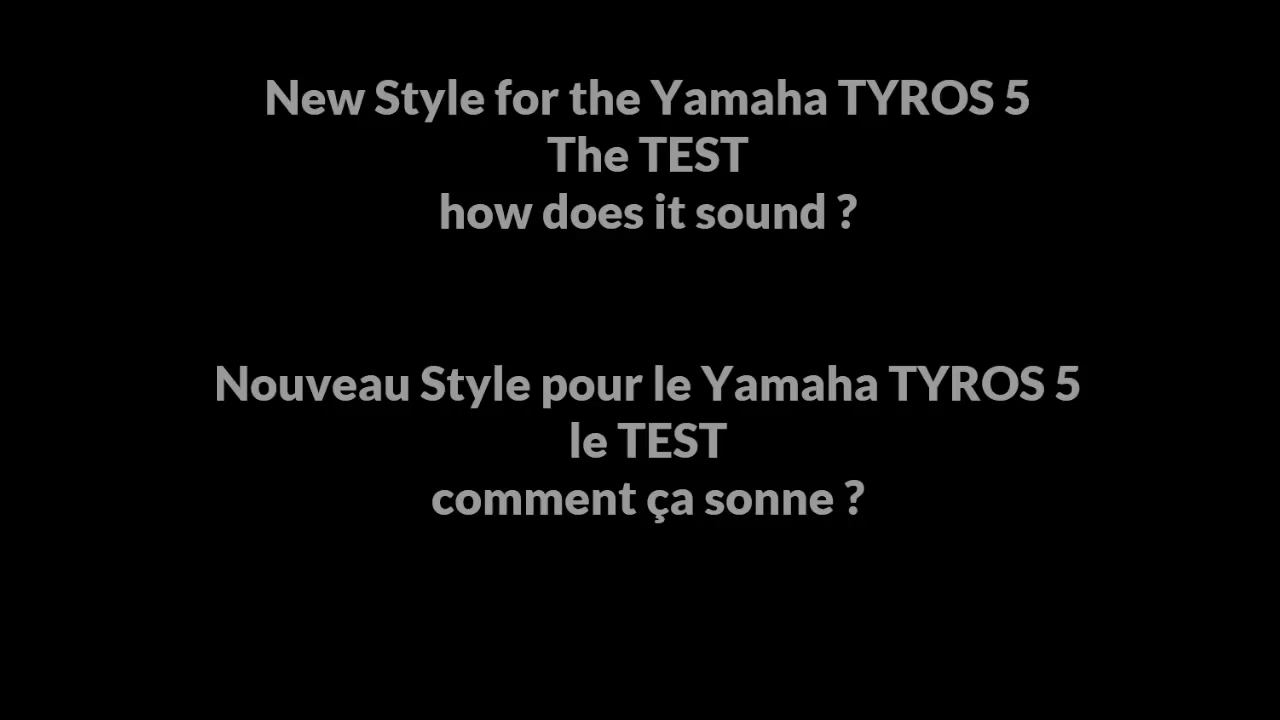 New Style for the Yamaha TYROS 5
The TEST
how does it sound ?
Nouveau Style pour le Yamaha TYROS 5
le TEST
comment ça sonne ?